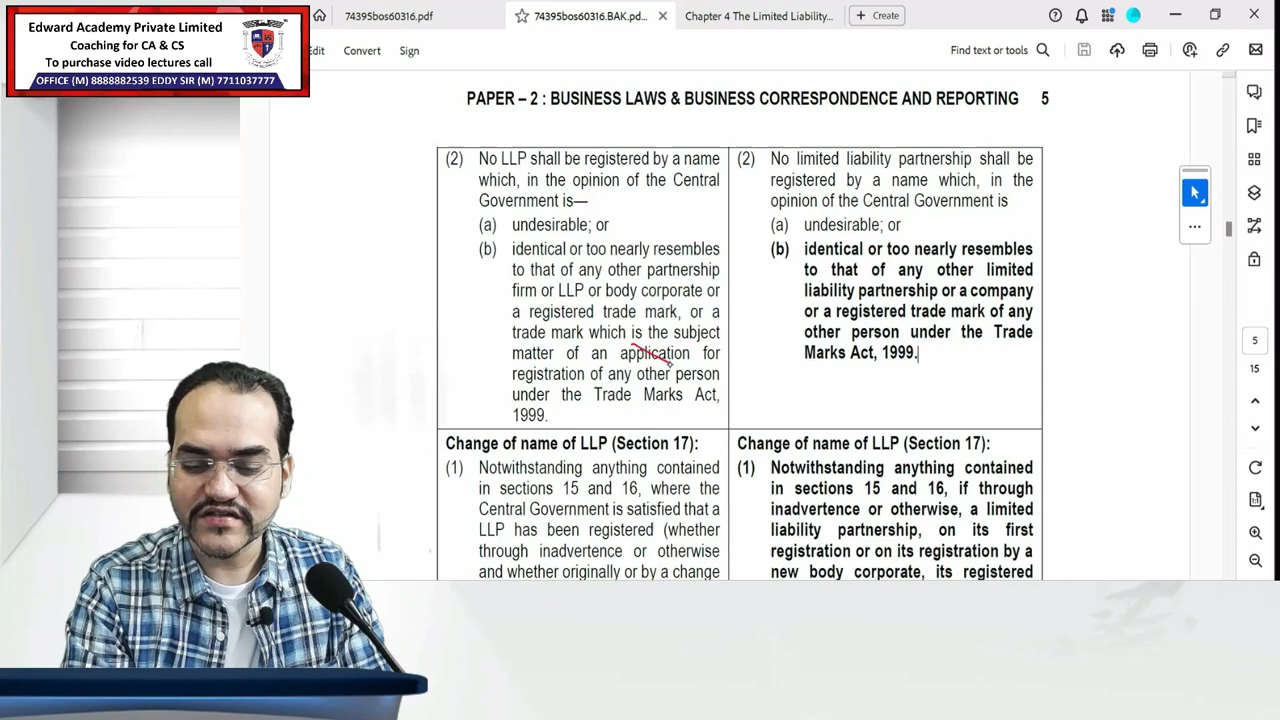 Edward Academy Private Limited
Coaching for CA & CS
To purchase video lectures call
OFFICE (M) 8888882539 EDDY SIR (M) 7711037777
74395bos60316.pdf
74395bos60316.BAK.pd...
Chapter 4 The Limited Liability...
Create
Edit
Convert
Sign
Find text or tools
PAPER – 2 : BUSINESS LAWS & BUSINESS CORRESPONDENCE AND REPORTING 5
(2) No LLP shall be registered by a name
which, in the opinion of the Central
Government is—
(a) undesirable; or
(b) identical or too nearly resembles
to that of any other partnership
firm or LLP or body corporate or
a registered trade mark, or a
trade mark which is the subject
matter of an application for
registration of any other person
under the Trade Marks Act,
1999.
(2) No limited liability partnership shall be
registered by a name which, in the
opinion of the Central Government is
(a) undesirable; or
(b) identical or too nearly resembles
to that of any other limited
liability partnership or a company
or a registered trade mark of any
other person under the Trade
Marks Act, 1999.
Change of name of LLP (Section 17):
(1) Notwithstanding anything contained
in sections 15 and 16, where the
Central Government is satisfied that a
LLP has been registered (whether
through inadvertence or otherwise
and whether originally or by a change
Change of name of LLP (Section 17):
(1) Notwithstanding anything contained
in sections 15 and 16, if through
inadvertence or otherwise, a limited
liability partnership, on its first
registration or on its registration by a
new body corporate, its registered
5
15